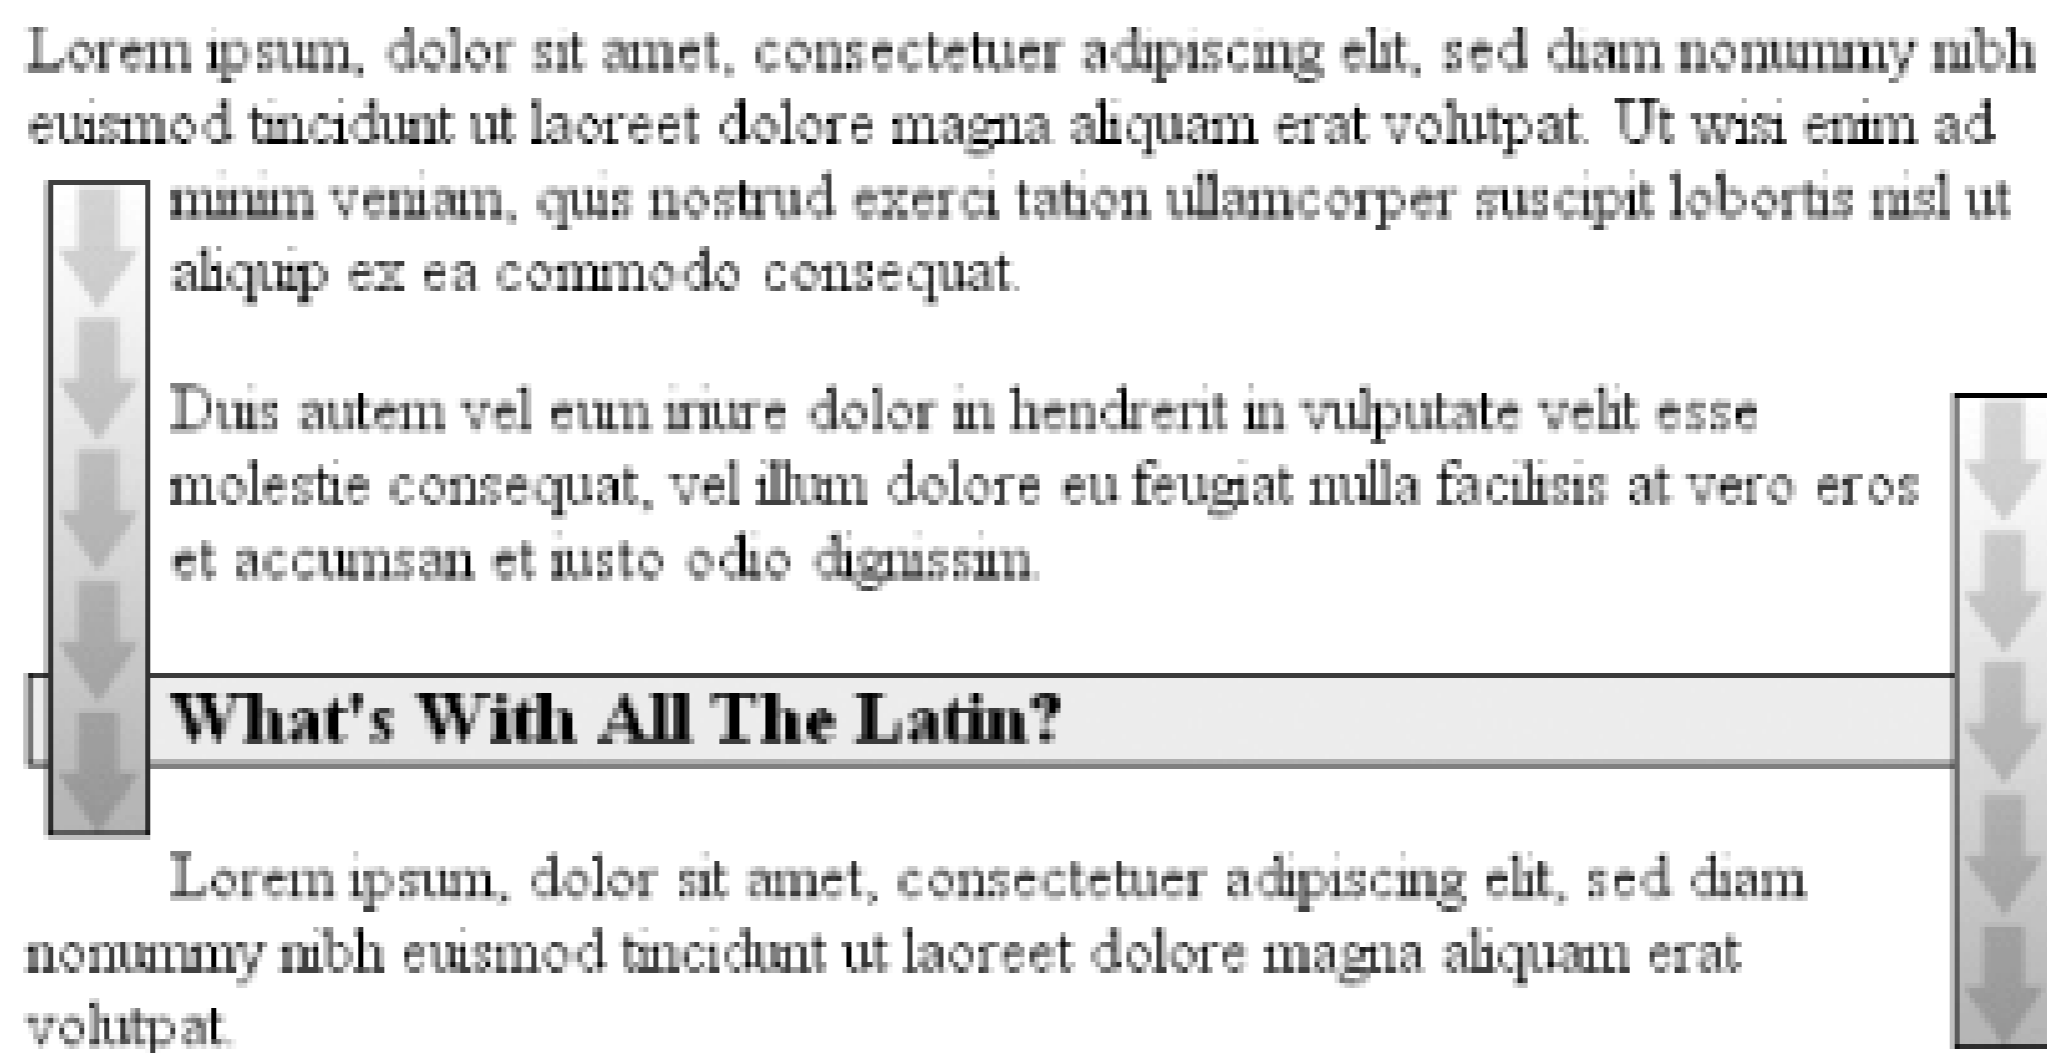 Lorem ipsum, dolor sit amet, consectetuer adipiscing elit, sed diam nonummy nibh
euismod tincidunt ut laoreet dolore magna aliquam erat volutpat. Ut wisi enim ad
minim veniam, quis nostrud exerci tation ullamcorper suscipit lobortis nisl ut
aliquip ex ea commodo consequat.
Duis autem vel eum iriure dolor in hendrerit in vulputate velit esse
molestie consequat, vel illum dolore eu feugiat nulla facilisis at vero eros
et accumsan et iusto odio dignissim.
What's With All The Latin?
Lorem ipsum, dolor sit amet, consectetuer adipiscing elit, sed diam
nonummy nibh euismod tincidunt ut laoreet dolore magna aliquam erat
volutpat.